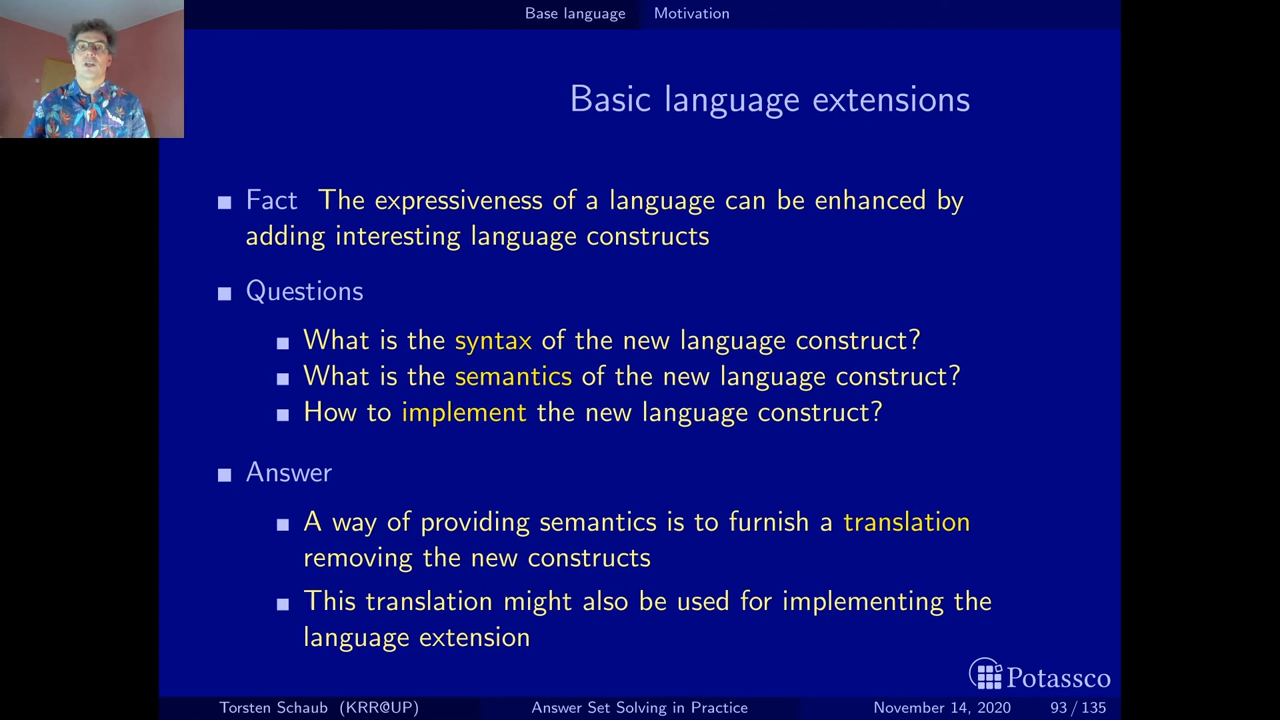 Base language Motivation
Basic language extensions
Fact The expressiveness of a language can be enhanced by
adding interesting language constructs
Questions
What is the syntax of the new language construct?
What is the semantics of the new language construct?
How to implement the new language construct?
Answer
A way of providing semantics is to furnish a translation
removing the new constructs
This translation might also be used for implementing the
language extension
Potassco
Torsten Schaub (KRR@UP) Answer Set Solving in Practice November 14, 2020 93 / 135